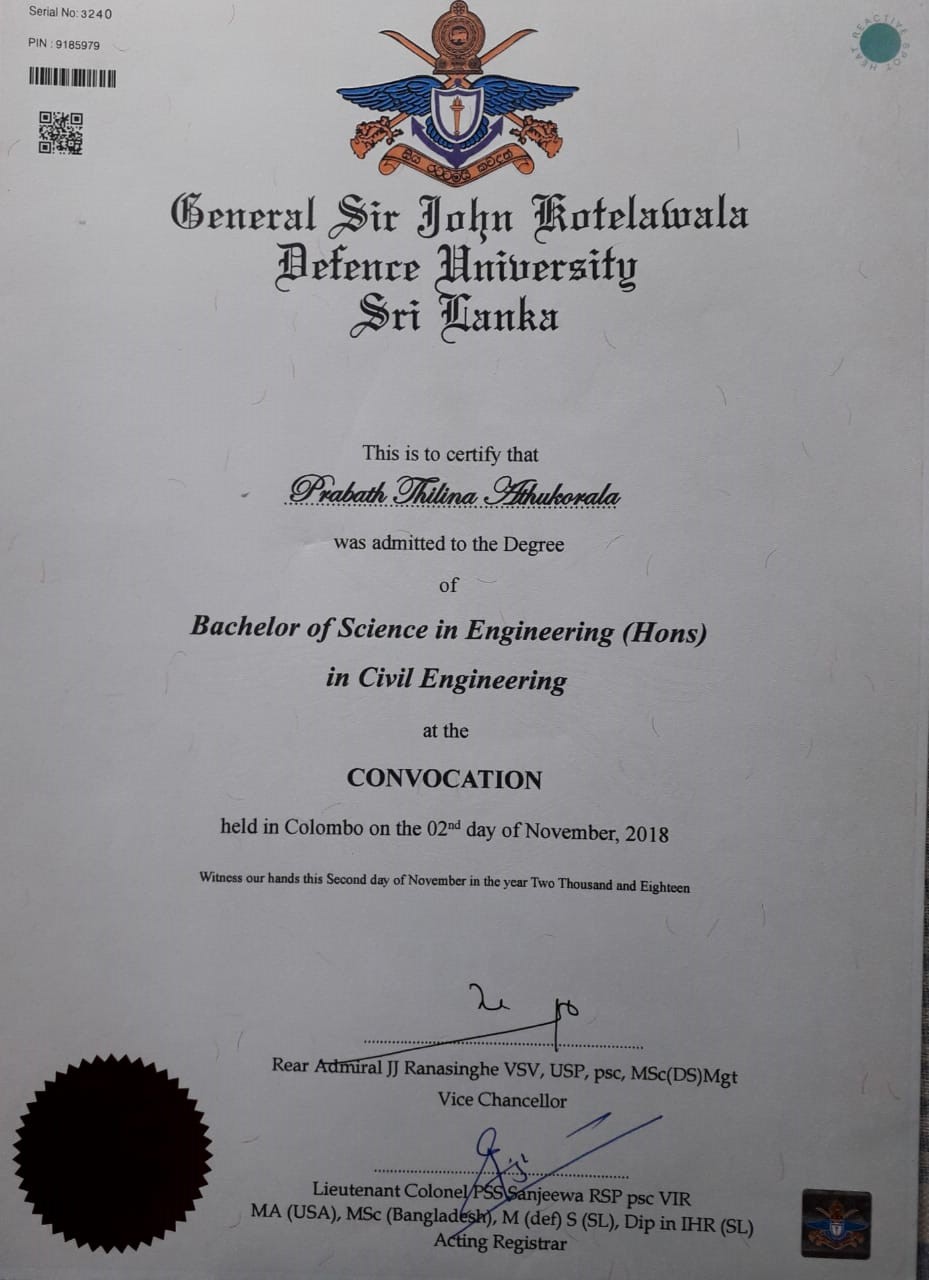 Serial No: 3240
PIN : 9185979
HEAT REACTIVE SPOT
General Sir John Kotelawala
Defence University
Sri Lanka
This is to certify that
Prabath Thilina Athukorala
was admitted to the Degree
of
Bachelor of Science in Engineering (Hons)
in Civil Engineering
at the
CONVOCATION
held in Colombo on the 02nd day of November, 2018
Witness our hands this Second day of November in the year Two Thousand and Eighteen
Rear Admiral JJ Ranasinghe VSV, USP, psc, MSc(DS)Mgt
Vice Chancellor
Lieutenant Colonel PSS Sanjeewa RSP psc VIR
MA (USA), MSc (Bangladesh), M (def) S (SL), Dip in IHR (SL)
Acting Registrar